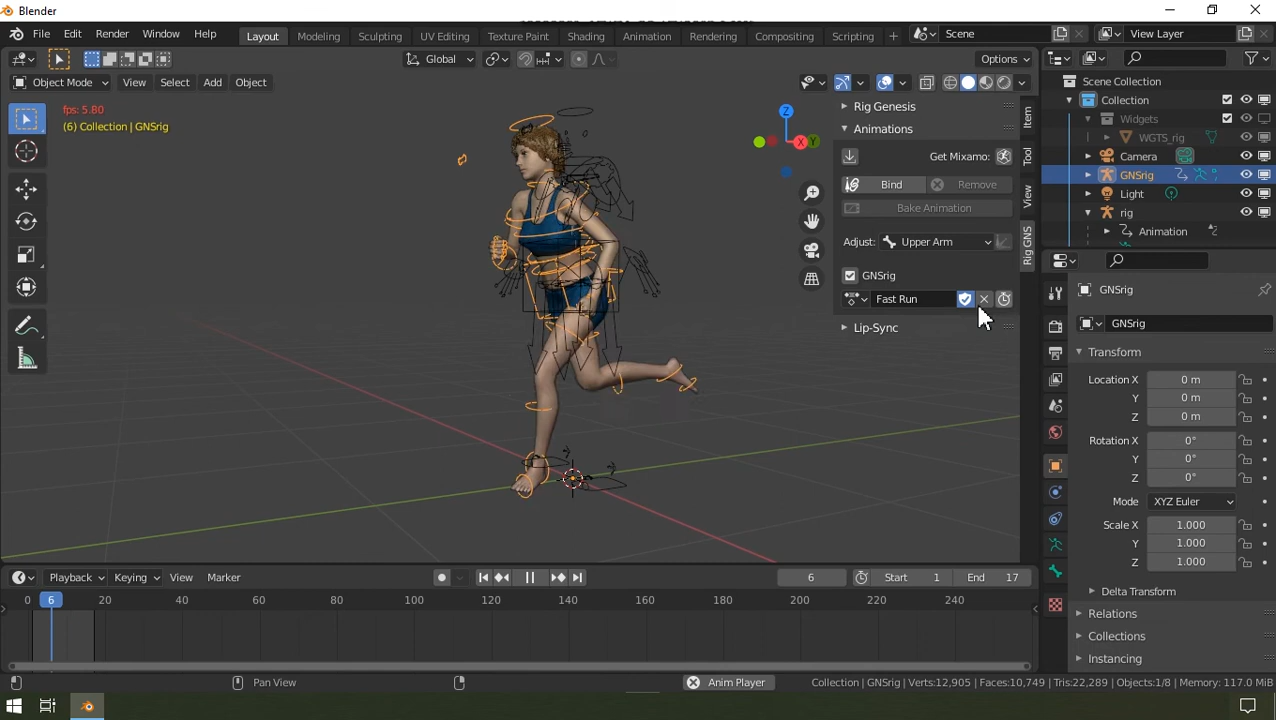 Blender
File Edit Render Window Help Layout Modeling Sculpting UV Editing Texture Paint Shading Animation Rendering Compositing Scripting + Scene View Layer
Global Options
Object Mode View Select Add Object
fps: 5.80
(6) Collection | GNSrig
Z
X
Y
Rig Genesis
Animations
Get Mixamo:
Bind Remove
Bake Animation
Adjust: Upper Arm
GNSrig
Fast Run
Lip-Sync
Item
Tool
View
Rig GNS
Scene Collection
Collection
Widgets
WGTS_rig
Camera
GNSrig
Light
rig
Animation
GNSrig
GNSrig
Transform
Location X 0 m
Y 0 m
Z 0 m
Rotation X 0°
Y 0°
Z 0°
Mode XYZ Euler
Scale X 1.000
Y 1.000
Z 1.000
Delta Transform
Relations
Collections
Instancing
Playback Keying View Marker 6 Start 1 End 17
0 6 20 40 60 80 100 120 140 160 180 200 220 240
Pan View Anim Player Collection | GNSrig | Verts:12,905 | Faces:10,749 | Tris:22,289 | Objects:1/8 | Memory: 117.0 MiB